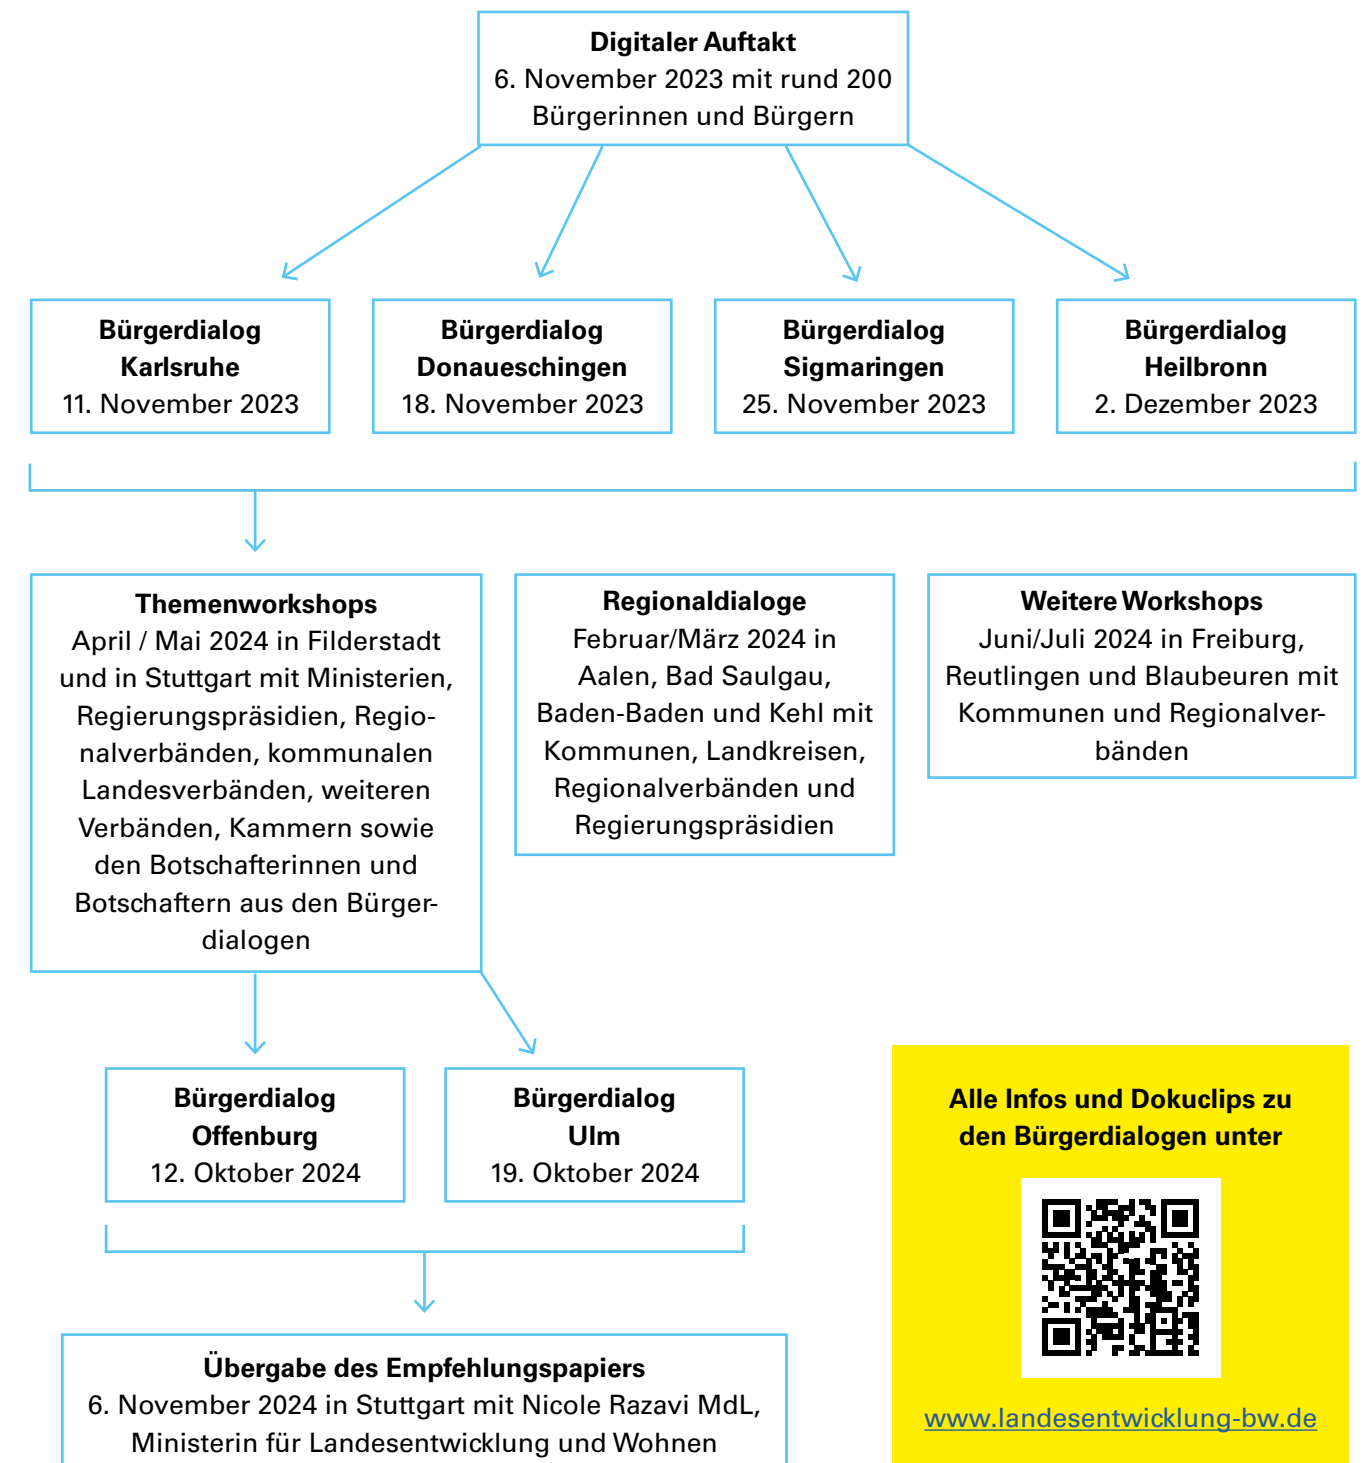 Digitaler Auftakt
6. November 2023 mit rund 200
Bürgerinnen und Bürgern
Bürgerdialog
Karlsruhe
11. November 2023
Bürgerdialog
Donaueschingen
18. November 2023
Bürgerdialog
Sigmaringen
25. November 2023
Bürgerdialog
Heilbronn
2. Dezember 2023
Themenworkshops
April / Mai 2024 in Filderstadt
und in Stuttgart mit Ministerien,
Regierungspräsidien, Regio-
nalverbänden, kommunalen
Landesverbänden, weiteren
Verbänden, Kammern sowie
den Botschafterinnen und
Botschaftern aus den Bürger-
dialogen
Regionaldialoge
Februar/März 2024 in
Aalen, Bad Saulgau,
Baden-Baden und Kehl mit
Kommunen, Landkreisen,
Regionalverbänden und
Regierungspräsidien
Weitere Workshops
Juni/Juli 2024 in Freiburg,
Reutlingen und Blaubeuren mit
Kommunen und Regionalver-
bänden
Bürgerdialog
Offenburg
12. Oktober 2024
Bürgerdialog
Ulm
19. Oktober 2024
Übergabe des Empfehlungspapiers
6. November 2024 in Stuttgart mit Nicole Razavi MdL,
Ministerin für Landesentwicklung und Wohnen
Alle Infos und Dokuclips zu
den Bürgerdialogen unter
www.landesentwicklung-bw.de